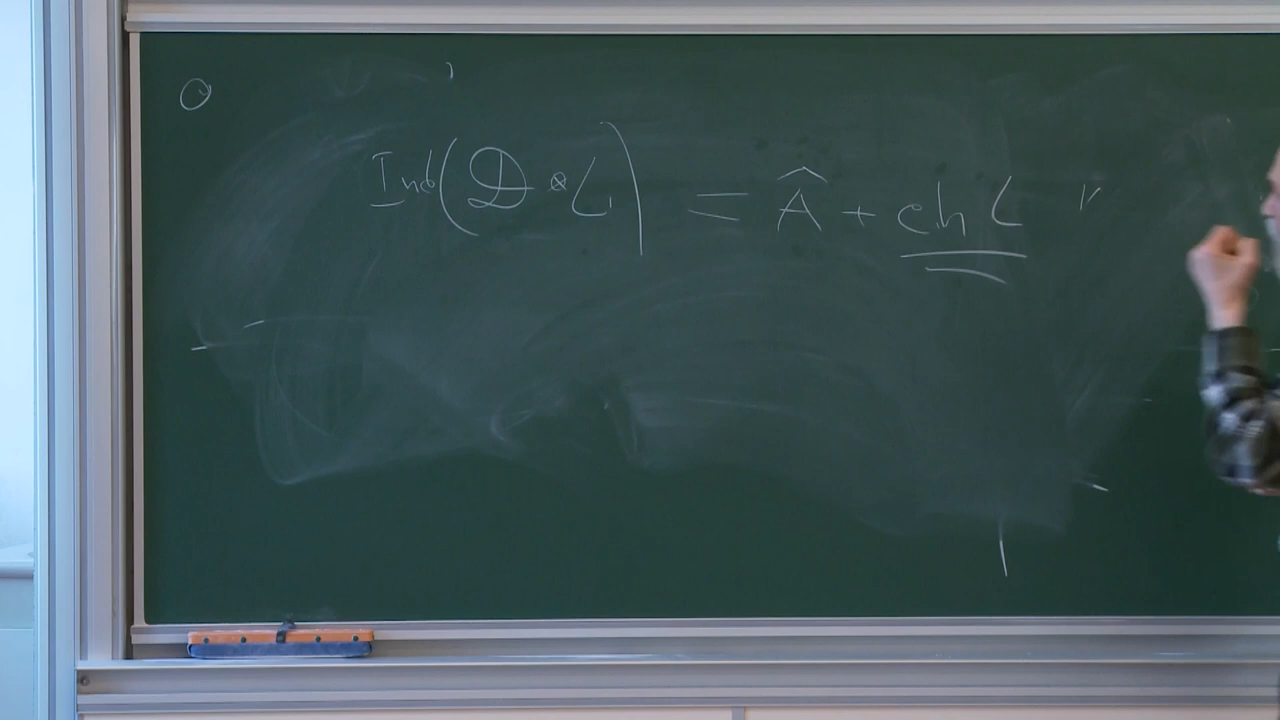 Ind(D ⊗ L) = Â + ch L "